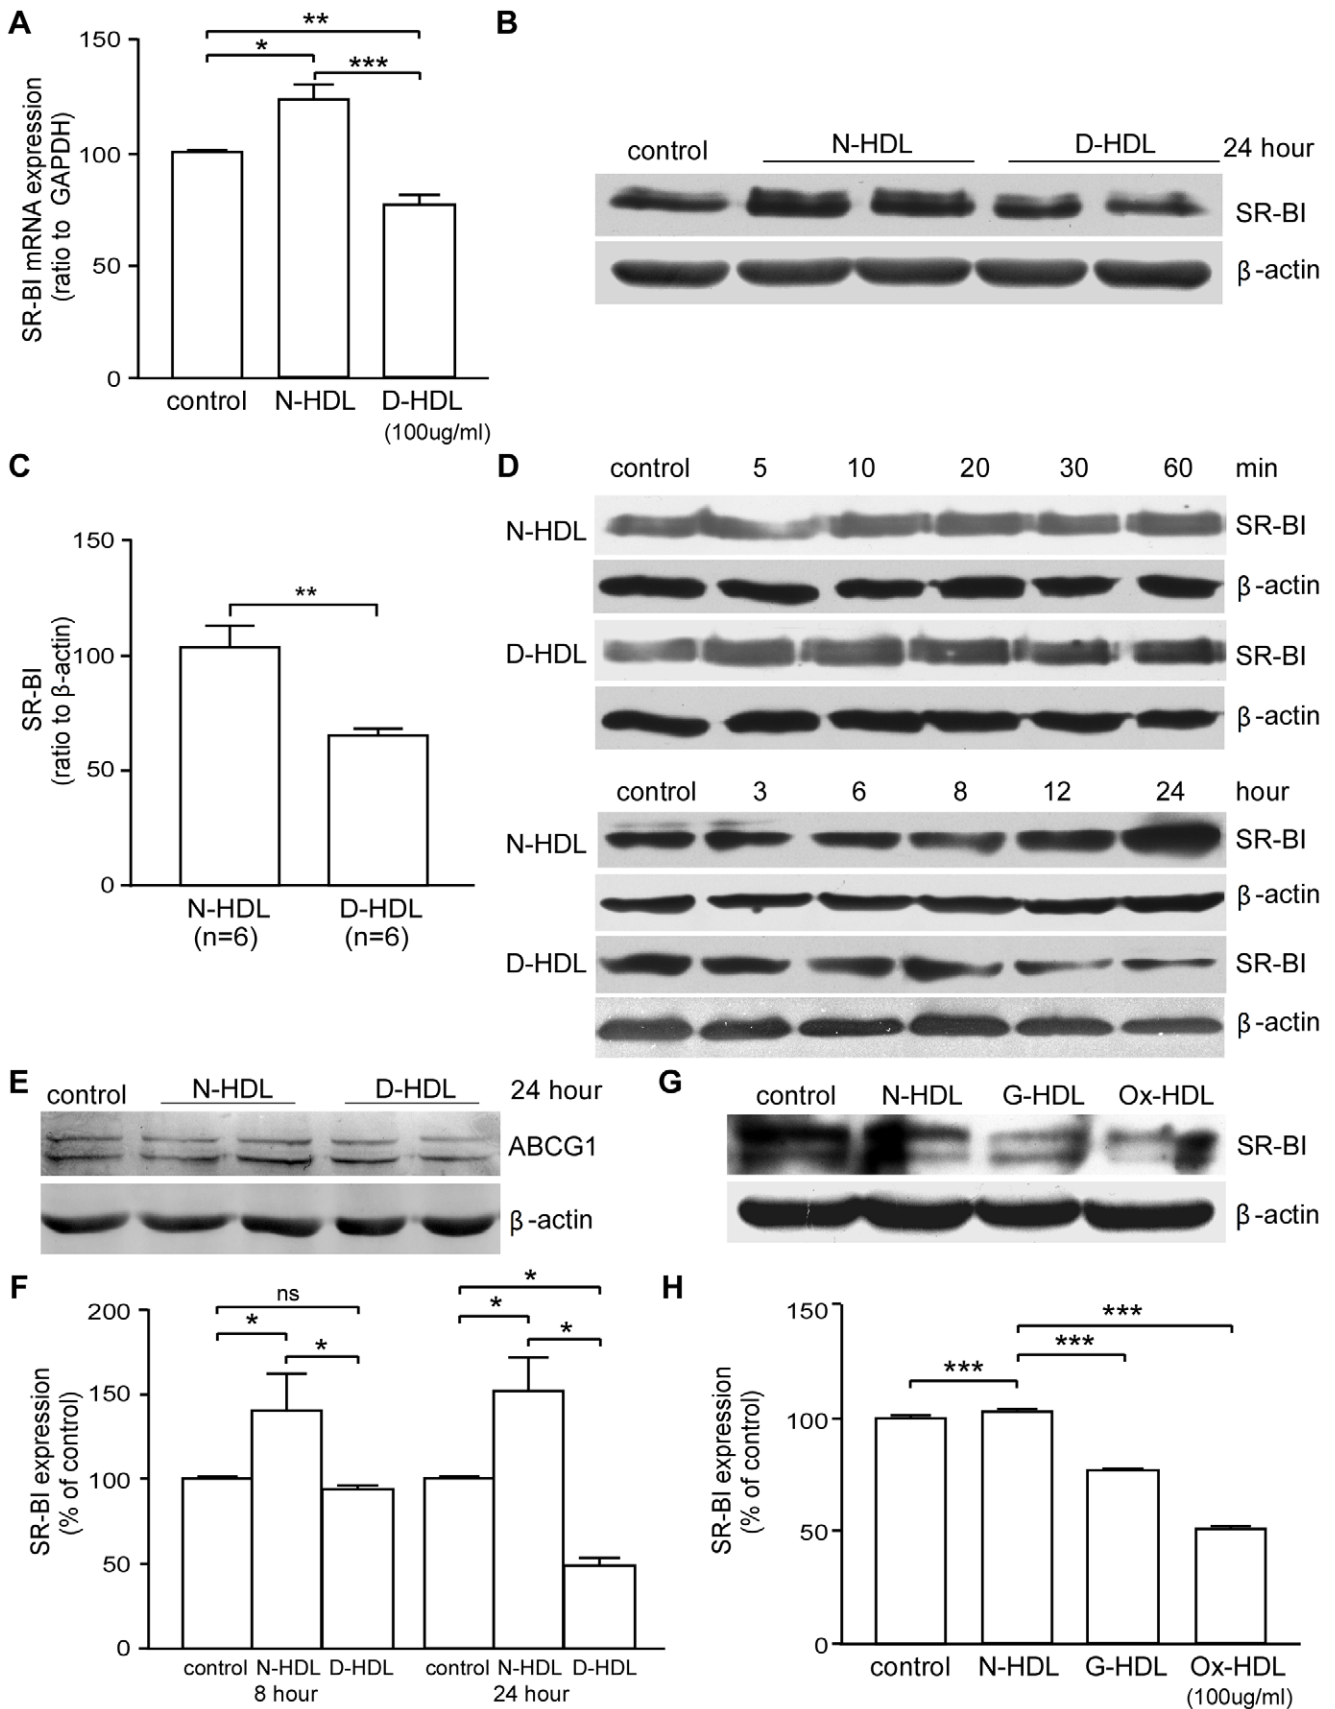 A
150
100
50
0
SR-BI mRNA expression
(ratio to GAPDH)
**
*
***
control N-HDL D-HDL
(100ug/ml)
B
control N-HDL D-HDL 24 hour
SR-BI
β-actin
C
150
100
50
0
SR-BI
(ratio to β-actin)
**
N-HDL D-HDL
(n=6) (n=6)
D
control 5 10 20 30 60 min
N-HDL SR-BI
β-actin
D-HDL SR-BI
β-actin
control 3 6 8 12 24 hour
N-HDL SR-BI
β-actin
D-HDL SR-BI
β-actin
E
control N-HDL D-HDL 24 hour
ABCG1
β-actin
G
control N-HDL G-HDL Ox-HDL
SR-BI
β-actin
F
200
150
100
50
0
SR-BI expression
(% of control)
ns
*
*
*
*
*
control N-HDL D-HDL control N-HDL D-HDL
8 hour 24 hour
H
150
100
50
0
SR-BI expression
(% of control)
***
***
***
control N-HDL G-HDL Ox-HDL
(100ug/ml)